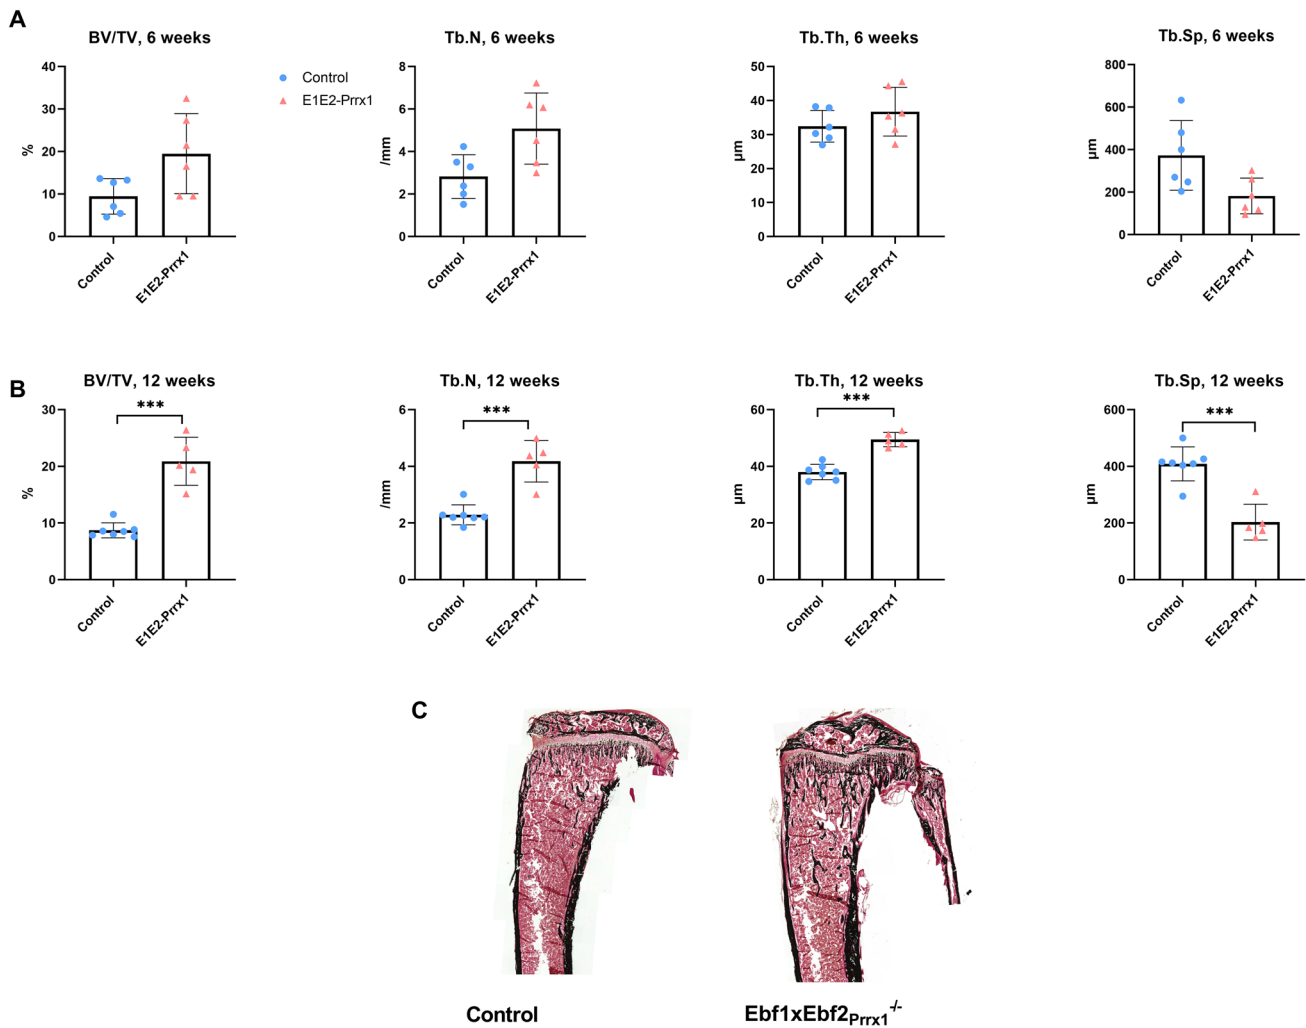 A
BV/TV, 6 weeks
40
30
20
10
0
%
Control
E1E2-Prrx1
Control
E1E2-Prrx1
Tb.N, 6 weeks
8
6
4
2
0
/mm
Control
E1E2-Prrx1
Tb.Th, 6 weeks
50
40
30
20
10
0
µm
Control
E1E2-Prrx1
Tb.Sp, 6 weeks
800
600
400
200
0
µm
Control
E1E2-Prrx1
B
BV/TV, 12 weeks
30
20
10
0
%
***
Control
E1E2-Prrx1
Tb.N, 12 weeks
6
4
2
0
/mm
***
Control
E1E2-Prrx1
Tb.Th, 12 weeks
60
40
20
0
µm
***
Control
E1E2-Prrx1
Tb.Sp, 12 weeks
600
400
200
0
µm
***
Control
E1E2-Prrx1
C
Control
Ebf1xEbf2Prrx1-/-